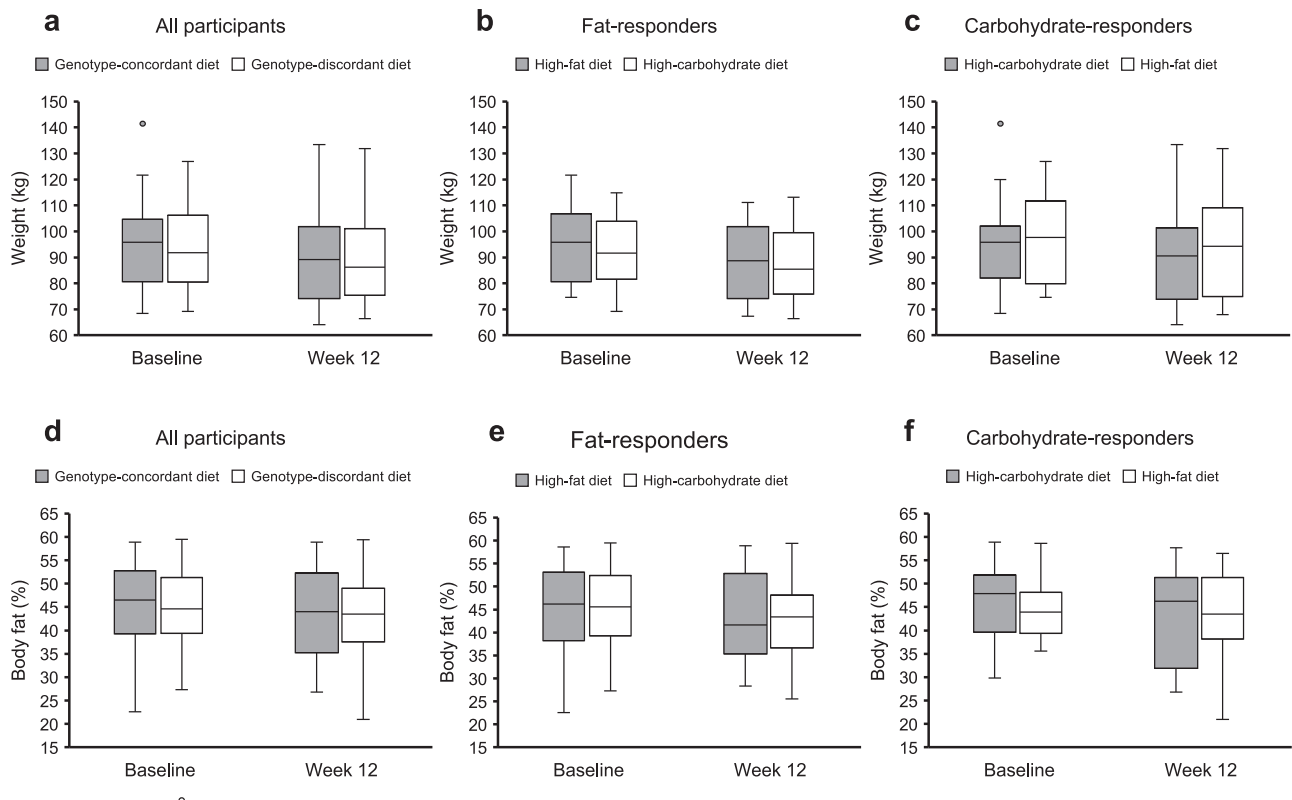 a All participants
Genotype-concordant diet Genotype-discordant diet
Weight (kg)
150
140
130
120
110
100
90
80
70
60
Baseline Week 12
b Fat-responders
High-fat diet High-carbohydrate diet
Weight (kg)
150
140
130
120
110
100
90
80
70
60
Baseline Week 12
c Carbohydrate-responders
High-carbohydrate diet High-fat diet
Weight (kg)
150
140
130
120
110
100
90
80
70
60
Baseline Week 12
d All participants
Genotype-concordant diet Genotype-discordant diet
Body fat (%)
65
60
55
50
45
40
35
30
25
20
15
Baseline Week 12
e Fat-responders
High-fat diet High-carbohydrate diet
Body fat (%)
65
60
55
50
45
40
35
30
25
20
15
Baseline Week 12
f Carbohydrate-responders
High-carbohydrate diet High-fat diet
Body fat (%)
65
60
55
50
45
40
35
30
25
20
15
Baseline Week 12